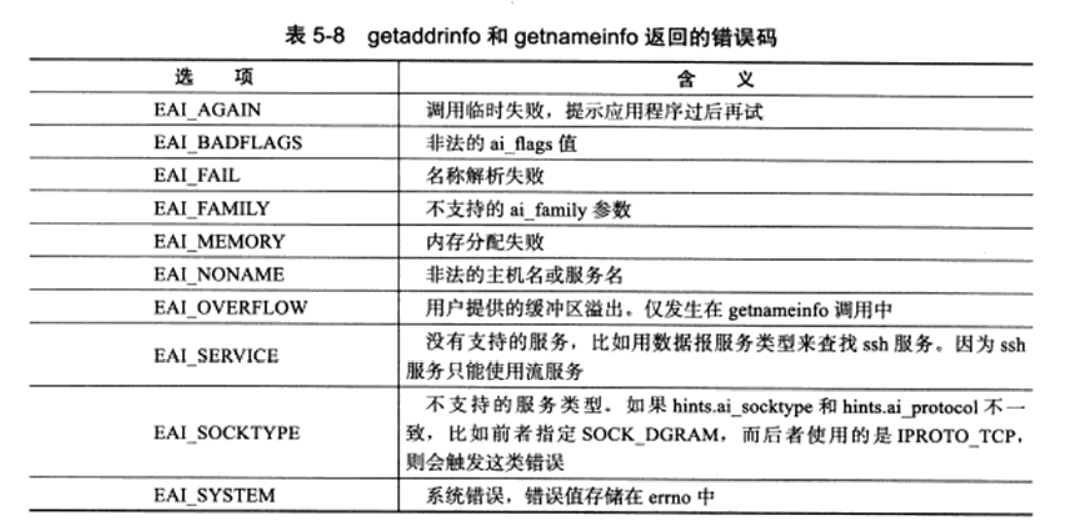 表 5-8 getaddrinfo 和 getnameinfo 返回的错误码
选 项 含 义
EAI_AGAIN 调用临时失败，提示应用程序过后再试
EAI_BADFLAGS 非法的 ai_flags 值
EAI_FAIL 名称解析失败
EAI_FAMILY 不支持的 ai_family 参数
EAI_MEMORY 内存分配失败
EAI_NONAME 非法的主机名或服务名
EAI_OVERFLOW 用户提供的缓冲区溢出。仅发生在 getnameinfo 调用中
EAI_SERVICE 没有支持的服务，比如用数据报服务类型来查找 ssh 服务。因为 ssh
服务只能使用流服务
不支持的服务类型。如果 hints.ai_socktype 和 hints.ai_protocol 不一
EAI_SOCKTYPE 致，比如前者指定 SOCK_DGRAM，而后者使用的是 IPROTO_TCP，
则会触发这类错误
EAI_SYSTEM 系统错误，错误值存储在 errno 中